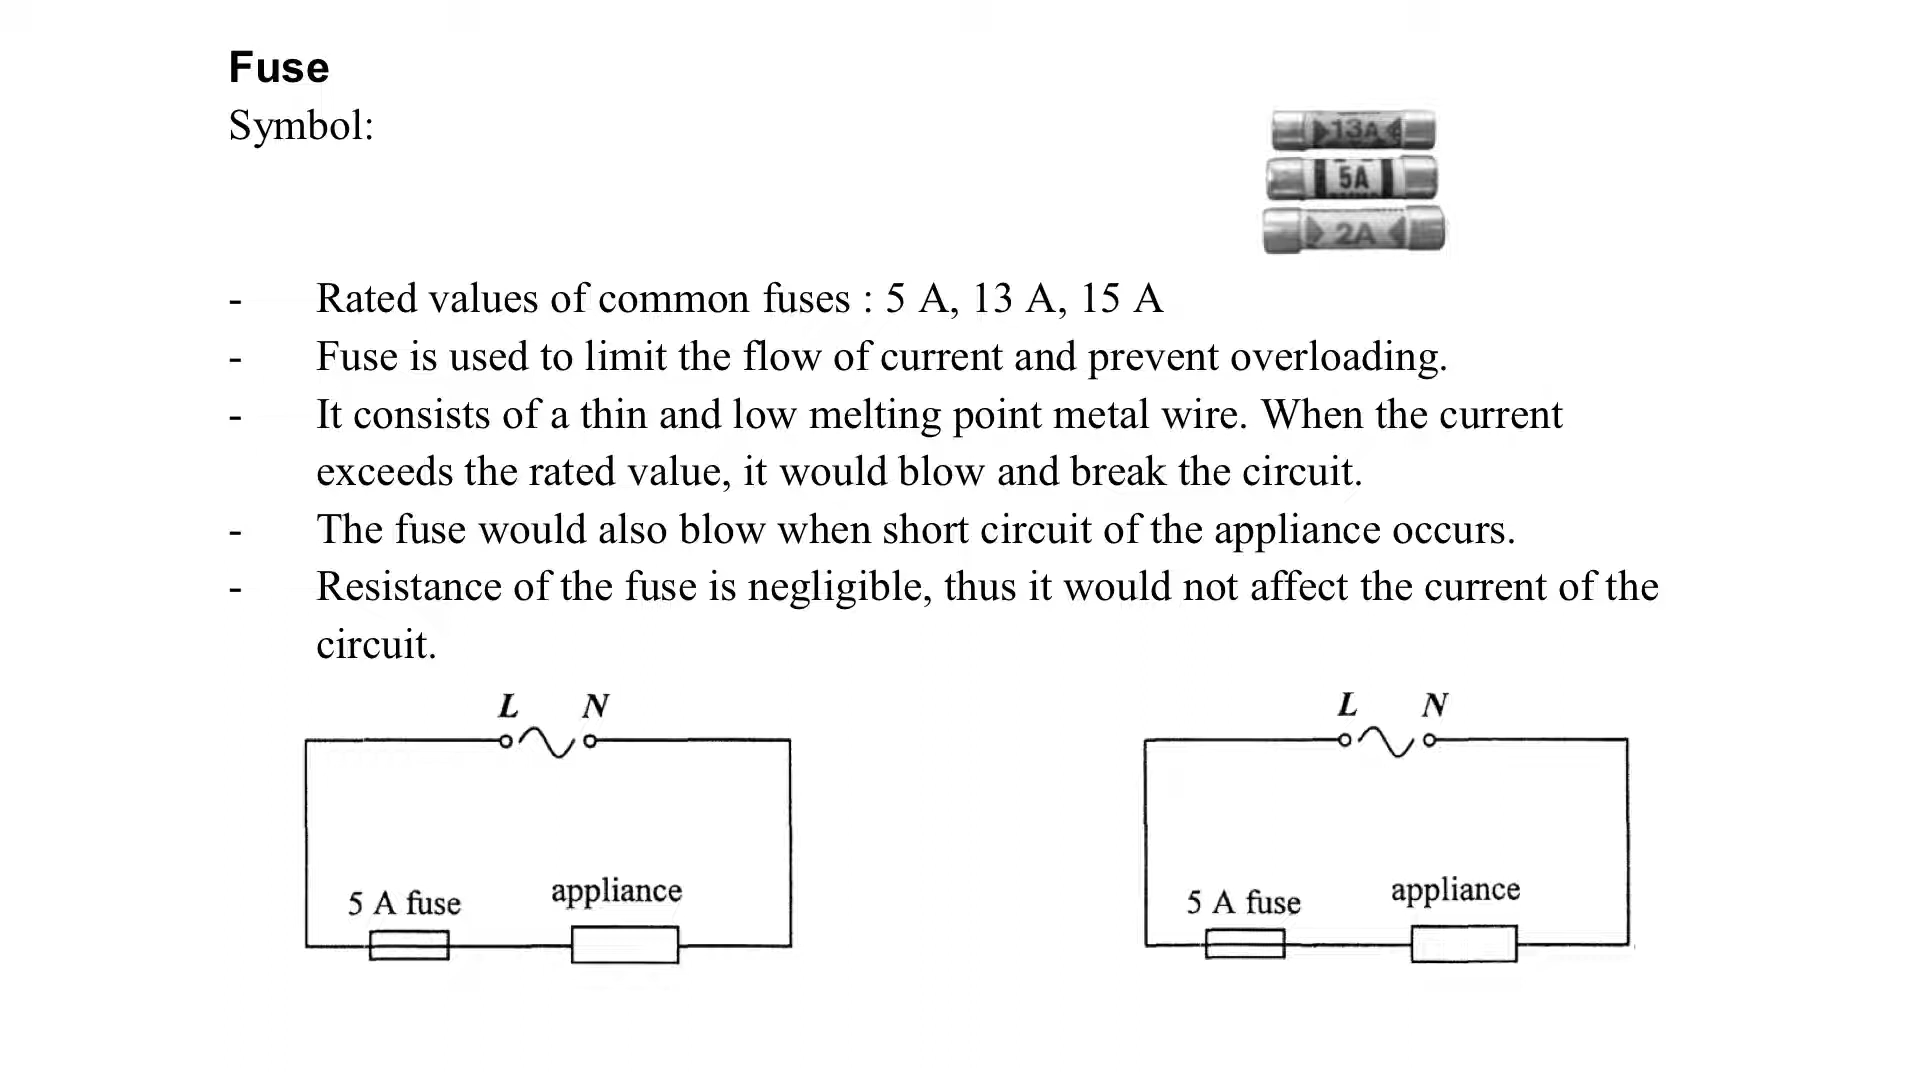 Fuse
Symbol:
13A
5A
2A
- Rated values of common fuses : 5 A, 13 A, 15 A
- Fuse is used to limit the flow of current and prevent overloading.
- It consists of a thin and low melting point metal wire. When the current
exceeds the rated value, it would blow and break the circuit.
- The fuse would also blow when short circuit of the appliance occurs.
- Resistance of the fuse is negligible, thus it would not affect the current of the
circuit.
L N
5 A fuse appliance
L N
5 A fuse appliance